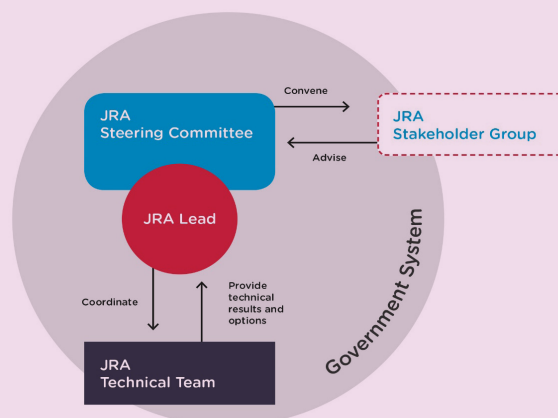 JRA
Steering Committee
Convene
JRA
Stakeholder Group
Advise
JRA Lead
Coordinate
Provide
technical
results and
options
JRA
Technical Team
Government System